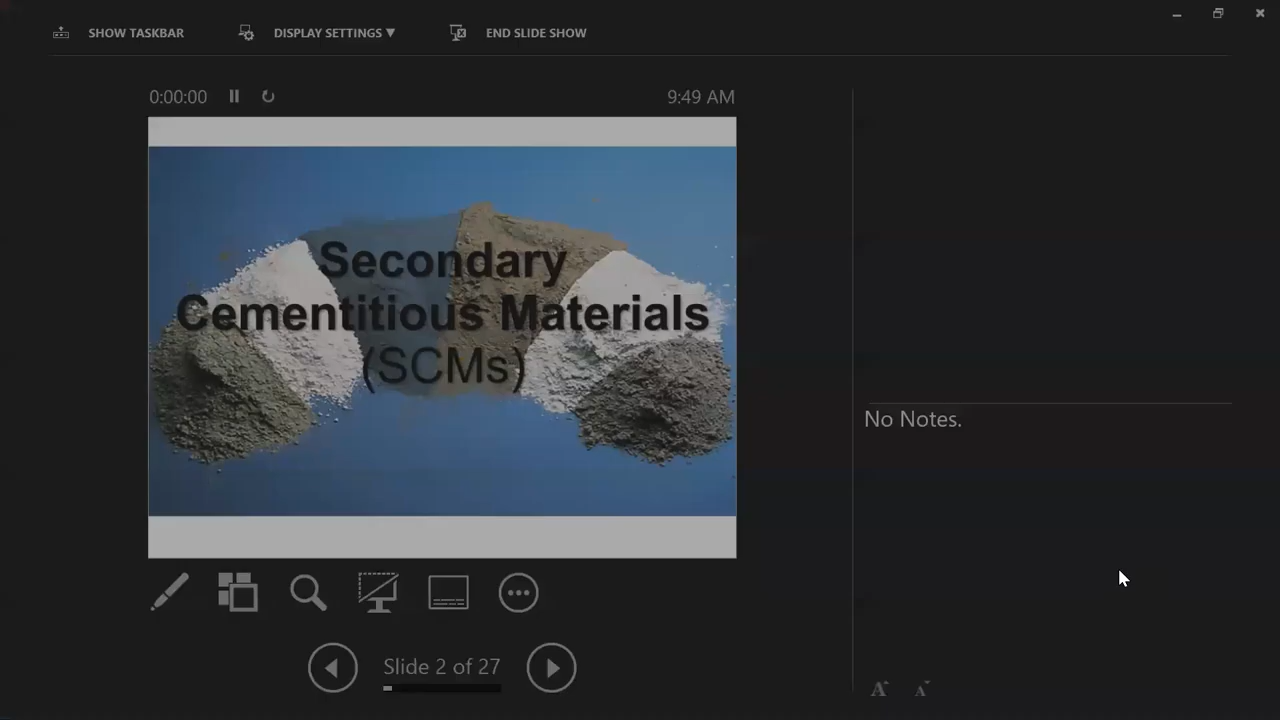 SHOW TASKBAR
DISPLAY SETTINGS ▼
END SLIDE SHOW
0:00:00
9:49 AM
Secondary
Cementitious Materials
(SCMs)
No Notes.
Slide 2 of 27
A A